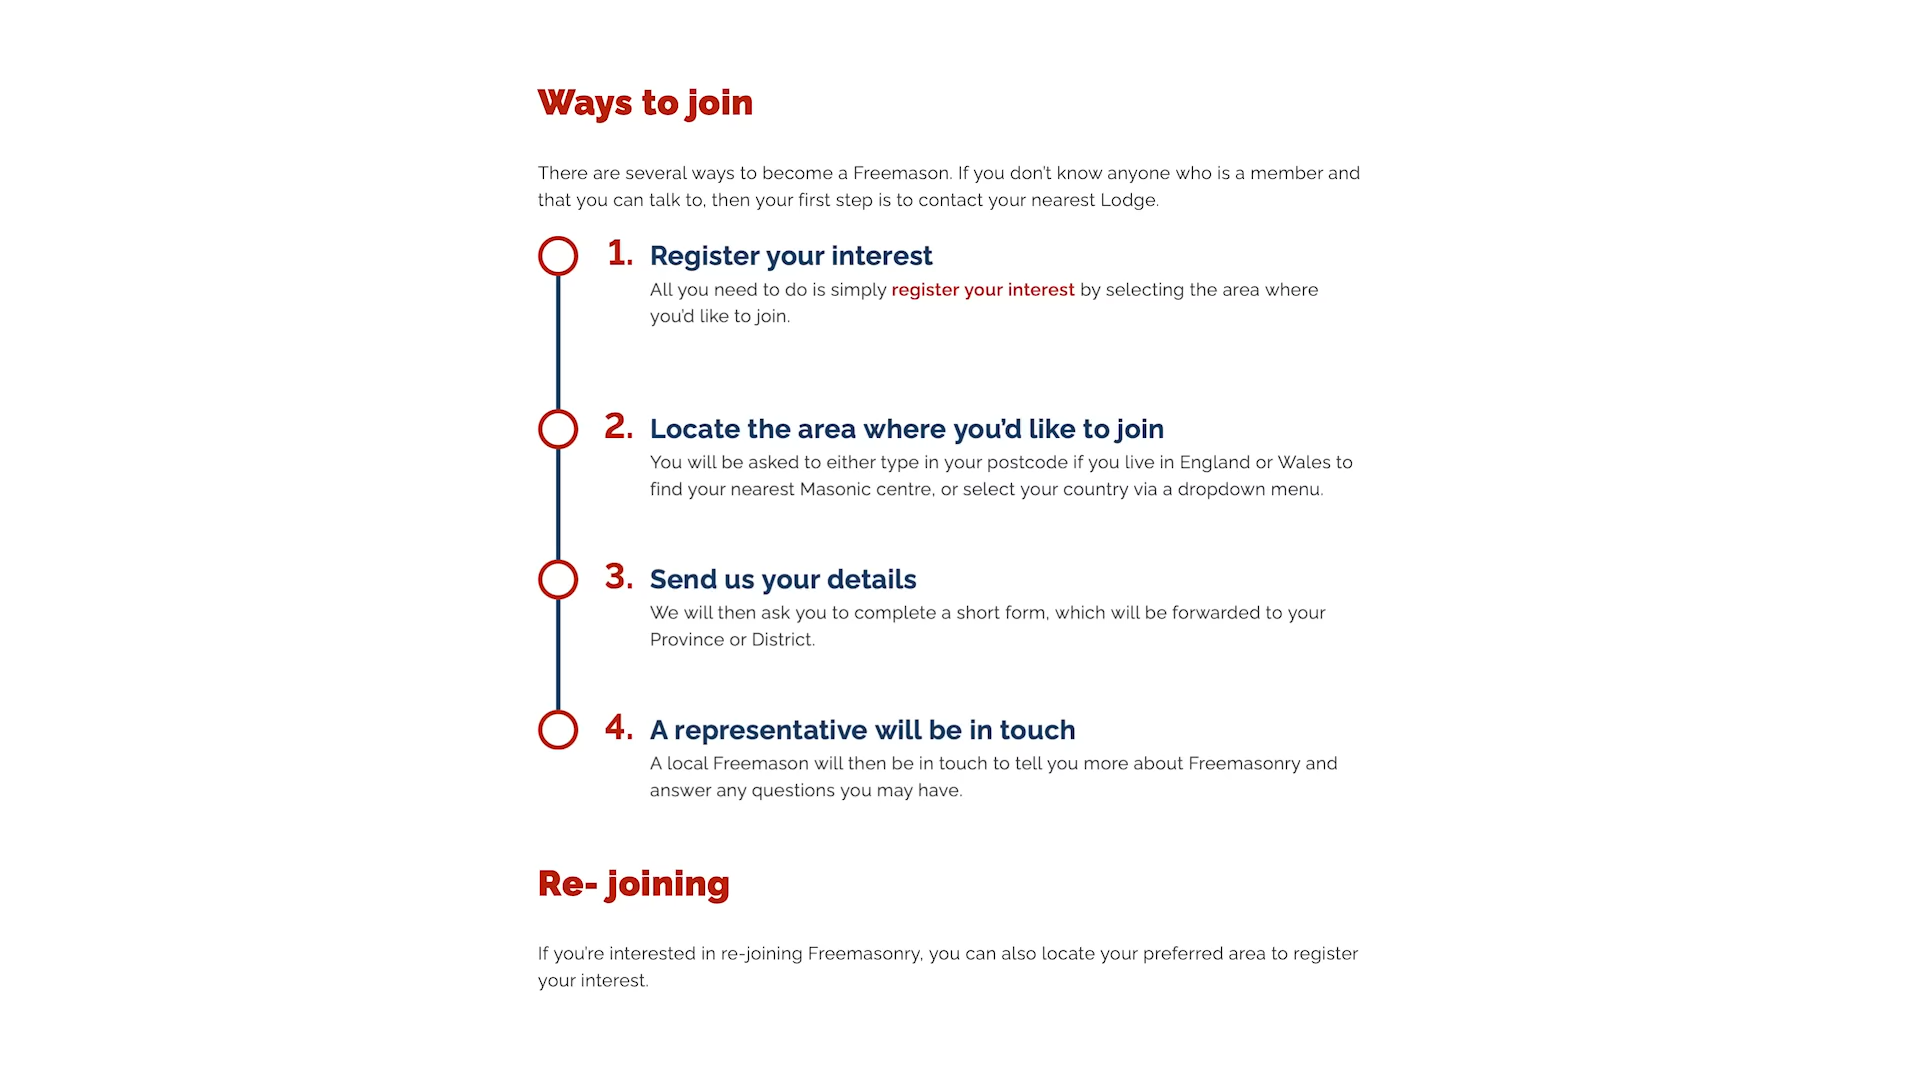 Ways to join
There are several ways to become a Freemason. If you don't know anyone who is a member and
that you can talk to, then your first step is to contact your nearest Lodge.
1. Register your interest
All you need to do is simply register your interest by selecting the area where
you'd like to join.
2. Locate the area where you'd like to join
You will be asked to either type in your postcode if you live in England or Wales to
find your nearest Masonic centre, or select your country via a dropdown menu.
3. Send us your details
We will then ask you to complete a short form, which will be forwarded to your
Province or District.
4. A representative will be in touch
A local Freemason will then be in touch to tell you more about Freemasonry and
answer any questions you may have.
Re- joining
If you're interested in re-joining Freemasonry, you can also locate your preferred area to register
your interest.